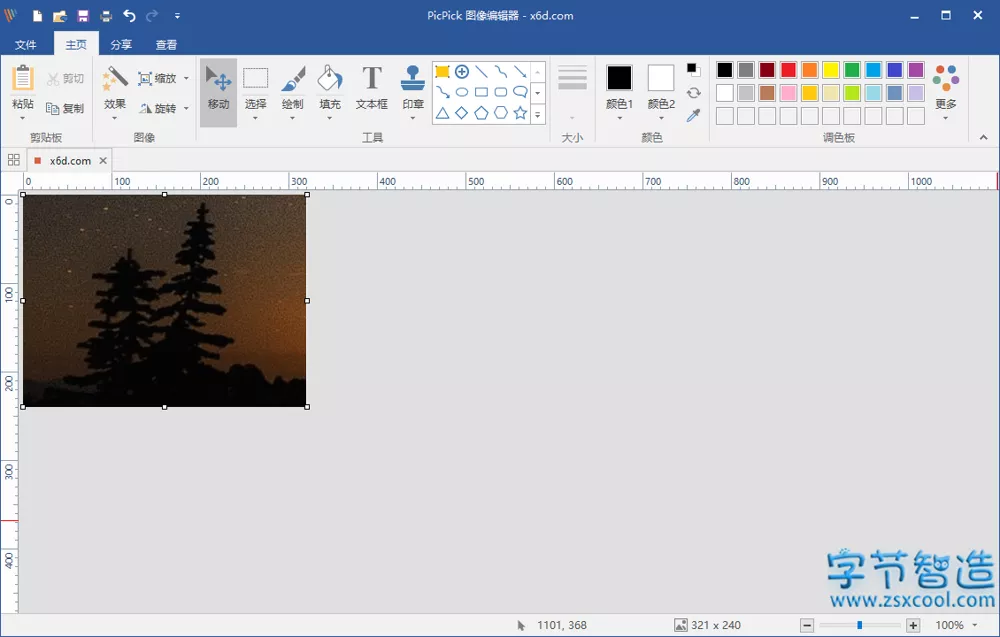 PicPick 图像编辑器 - x6d.com
文件 主页 分享 查看
粘贴 剪切 复制 效果 缩放 旋转 移动 选择 绘制 填充 文本框 印章 颜色1 颜色2 更多
剪贴板 图像 工具 大小 颜色 调色板
x6d.com
0 100 200 300 400 500 600 700 800 900 1000
0
100
200
300
400
字节智造
www.zsxcool.com
1101, 368 321 x 240 100%